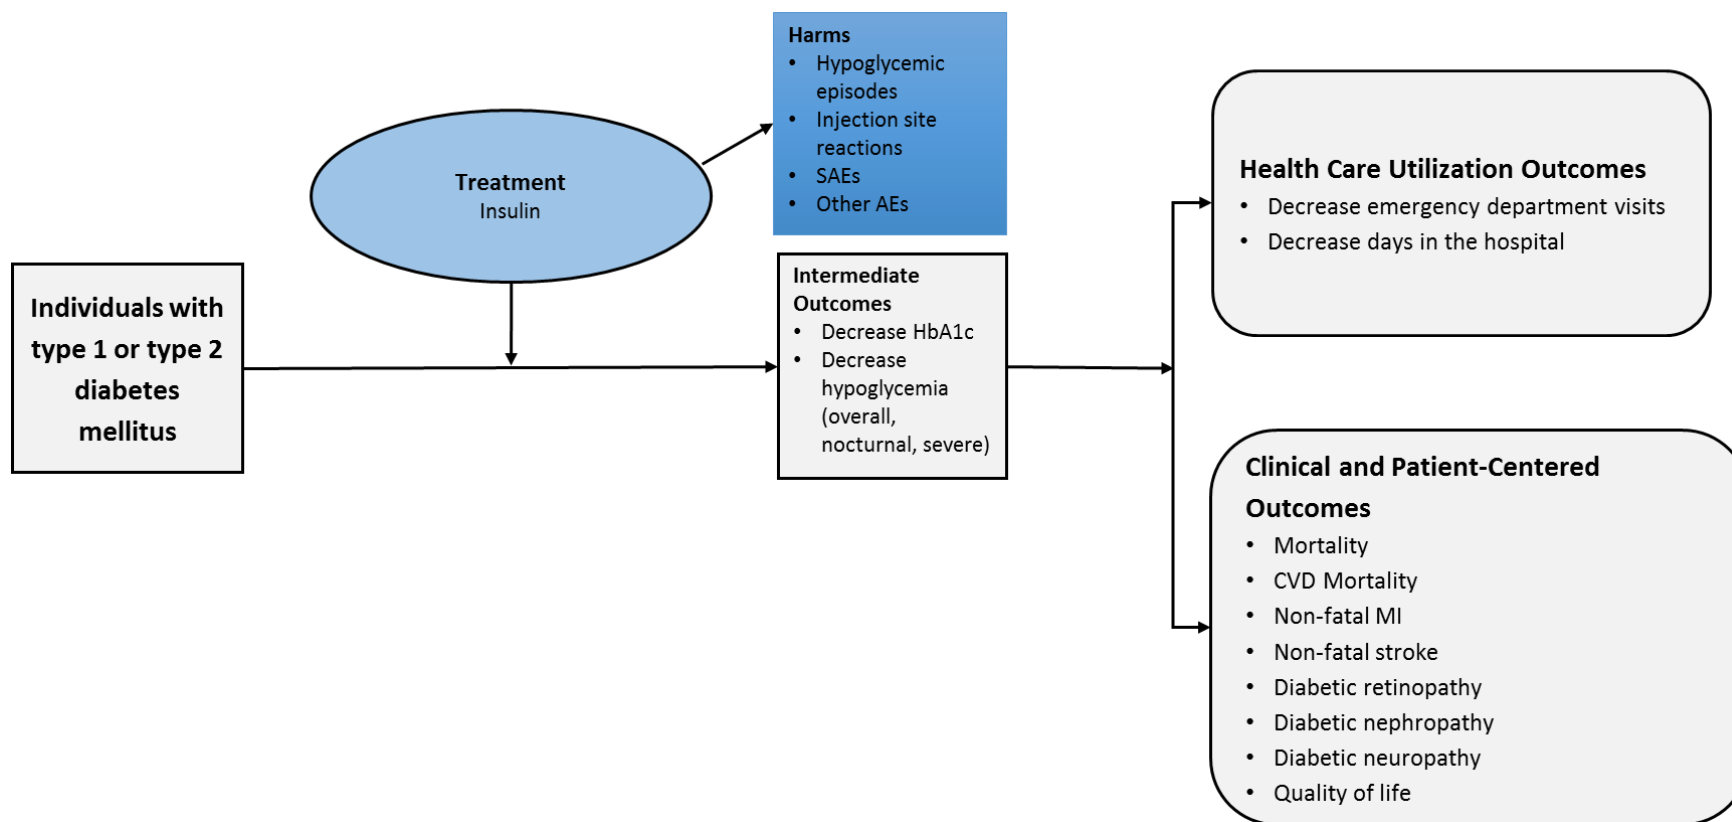 Individuals with
type 1 or type 2
diabetes
mellitus
Treatment
Insulin
Harms
• Hypoglycemic
episodes
• Injection site
reactions
• SAEs
• Other AEs
Intermediate
Outcomes
• Decrease HbA1c
• Decrease
hypoglycemia
(overall,
nocturnal, severe)
Health Care Utilization Outcomes
• Decrease emergency department visits
• Decrease days in the hospital
Clinical and Patient-Centered
Outcomes
• Mortality
• CVD Mortality
• Non-fatal MI
• Non-fatal stroke
• Diabetic retinopathy
• Diabetic nephropathy
• Diabetic neuropathy
• Quality of life